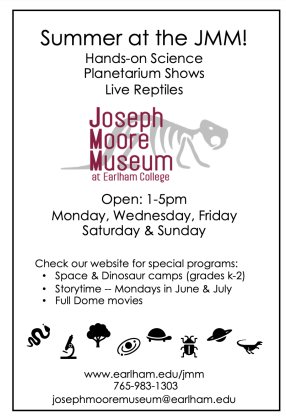 Summer at the JMM!
Hands-on Science
Planetarium Shows
Live Reptiles
Joseph
Moore
Museum
at Earlham College
Open: 1-5pm
Monday, Wednesday, Friday
Saturday & Sunday
Check our website for special programs:
• Space & Dinosaur camps (grades k-2)
• Storytime -- Mondays in June & July
• Full Dome movies
www.earlham.edu/jmm
765-983-1303
josephmooremuseum@earlham.edu